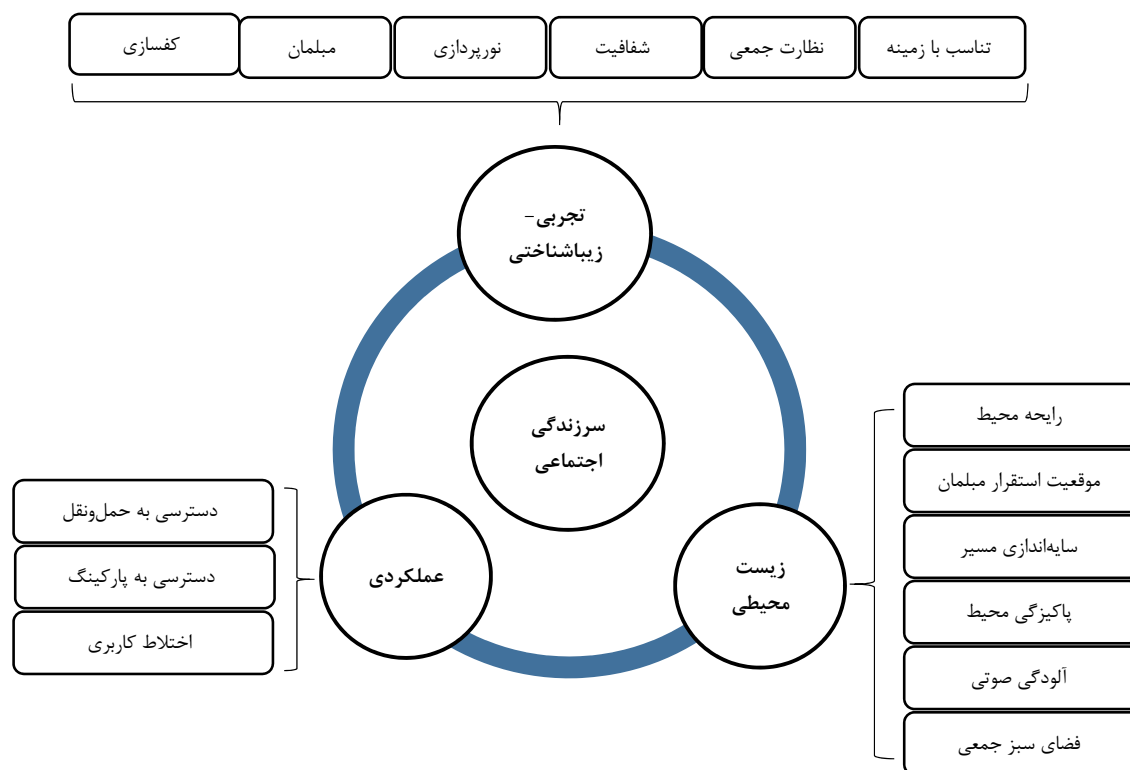 تناسب با زمینه
نظارت جمعی
شفافیت
نورپردازی
مبلمان
کفسازی
تجربی-
زیباشناختی
سرزندگی
اجتماعی
زیست
محیطی
عملکردی
رایحه محیط
موقعیت استقرار مبلمان
سایه‌اندازی مسیر
پاکیزگی محیط
آلودگی صوتی
فضای سبز جمعی
دسترسی به حمل‌ونقل
دسترسی به پارکینگ
اختلاط کاربری